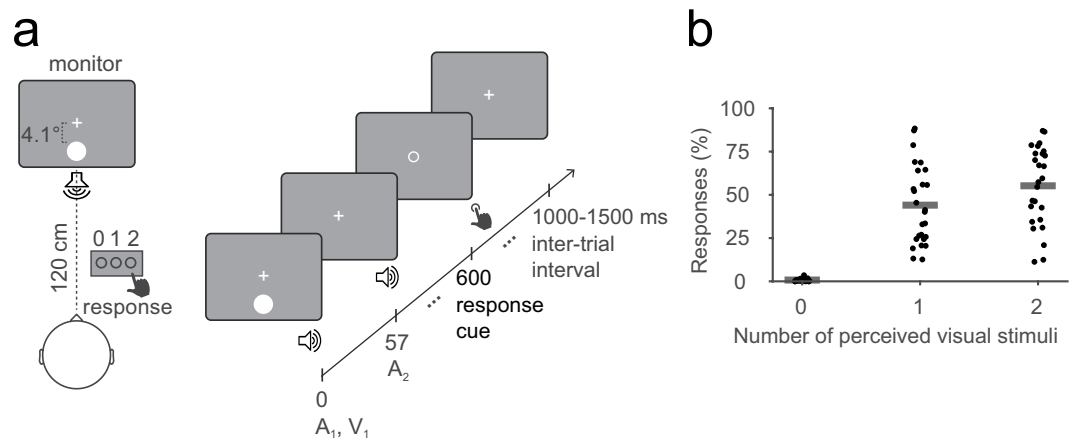 a
monitor
4.1°
120 cm
0 1 2
response
0
A₁, V₁
57
A₂
600
response
cue
1000-1500 ms
inter-trial
interval
b
Responses (%)
100
75
50
25
0
0 1 2
Number of perceived visual stimuli